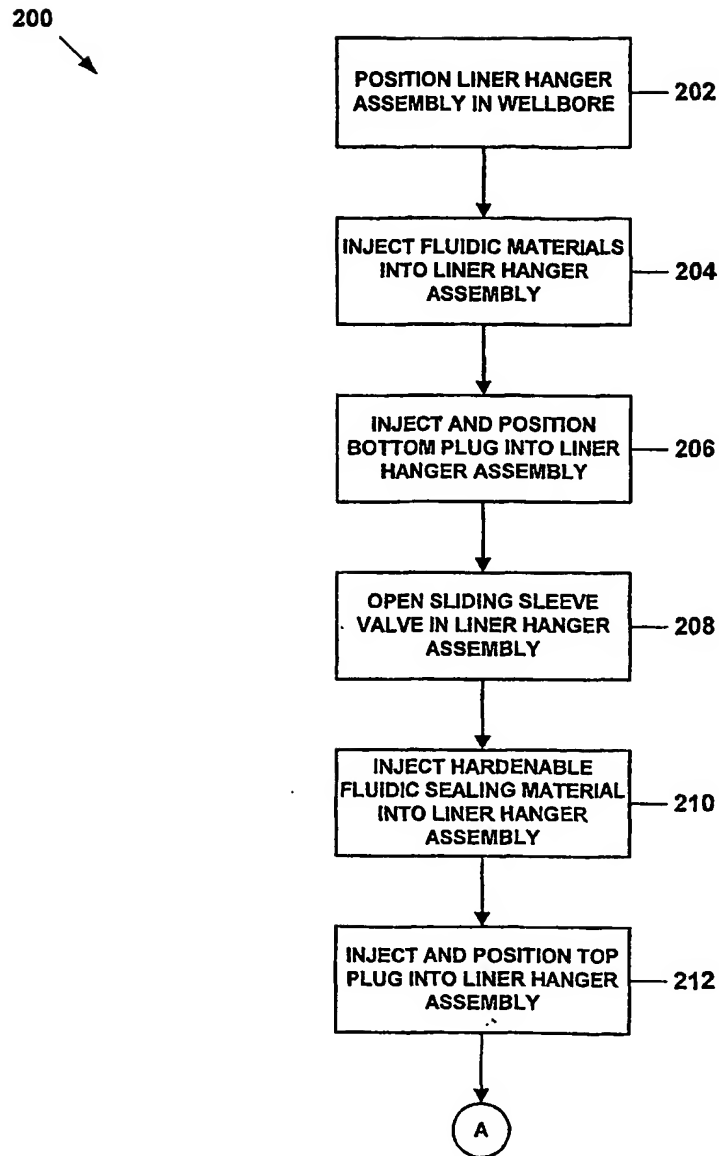 200
POSITION LINER HANGER
ASSEMBLY IN WELLBORE
202
INJECT FLUIDIC MATERIALS
INTO LINER HANGER
ASSEMBLY
204
INJECT AND POSITION
BOTTOM PLUG INTO LINER
HANGER ASSEMBLY
206
OPEN SLIDING SLEEVE
VALVE IN LINER HANGER
ASSEMBLY
208
INJECT HARDENABLE
FLUIDIC SEALING MATERIAL
INTO LINER HANGER
ASSEMBLY
210
INJECT AND POSITION TOP
PLUG INTO LINER HANGER
ASSEMBLY
212
A